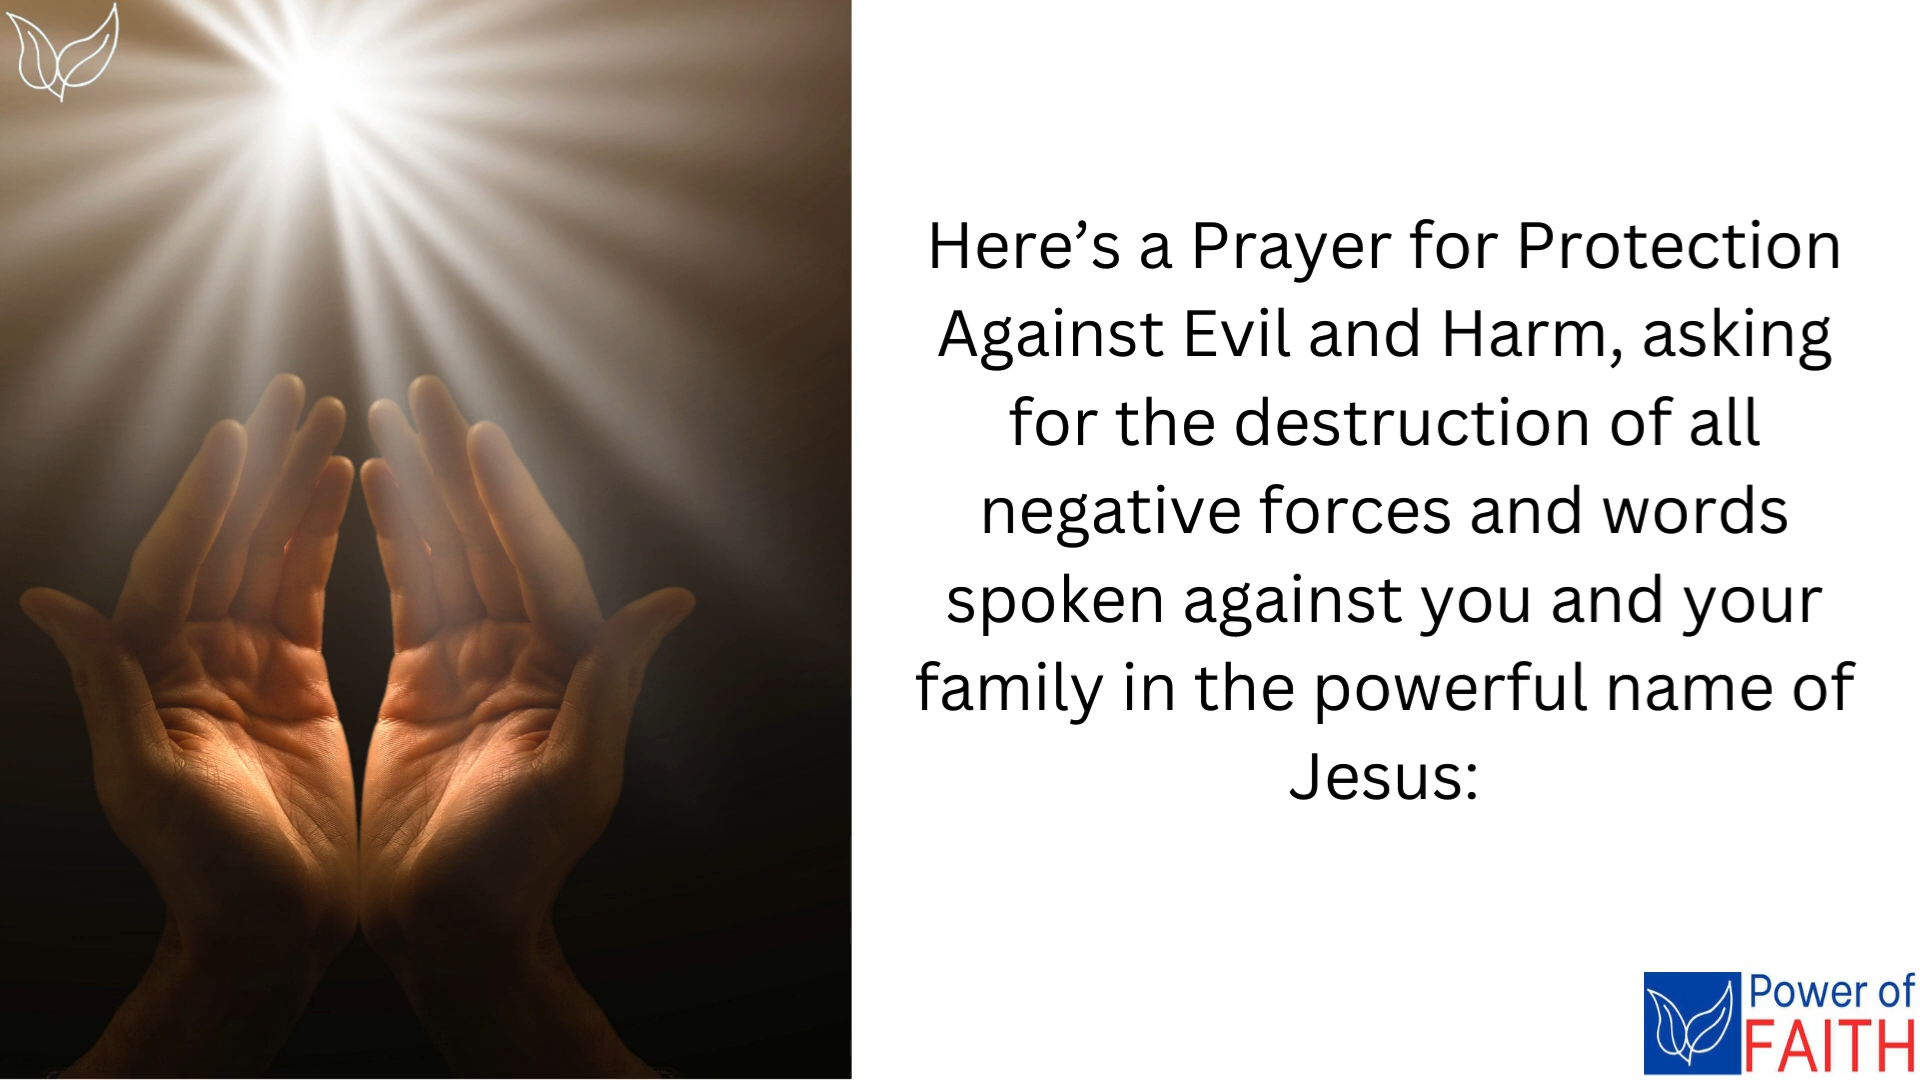 Here’s a Prayer for Protection
Against Evil and Harm, asking
for the destruction of all
negative forces and words
spoken against you and your
family in the powerful name of
Jesus:
Power of
FAITH